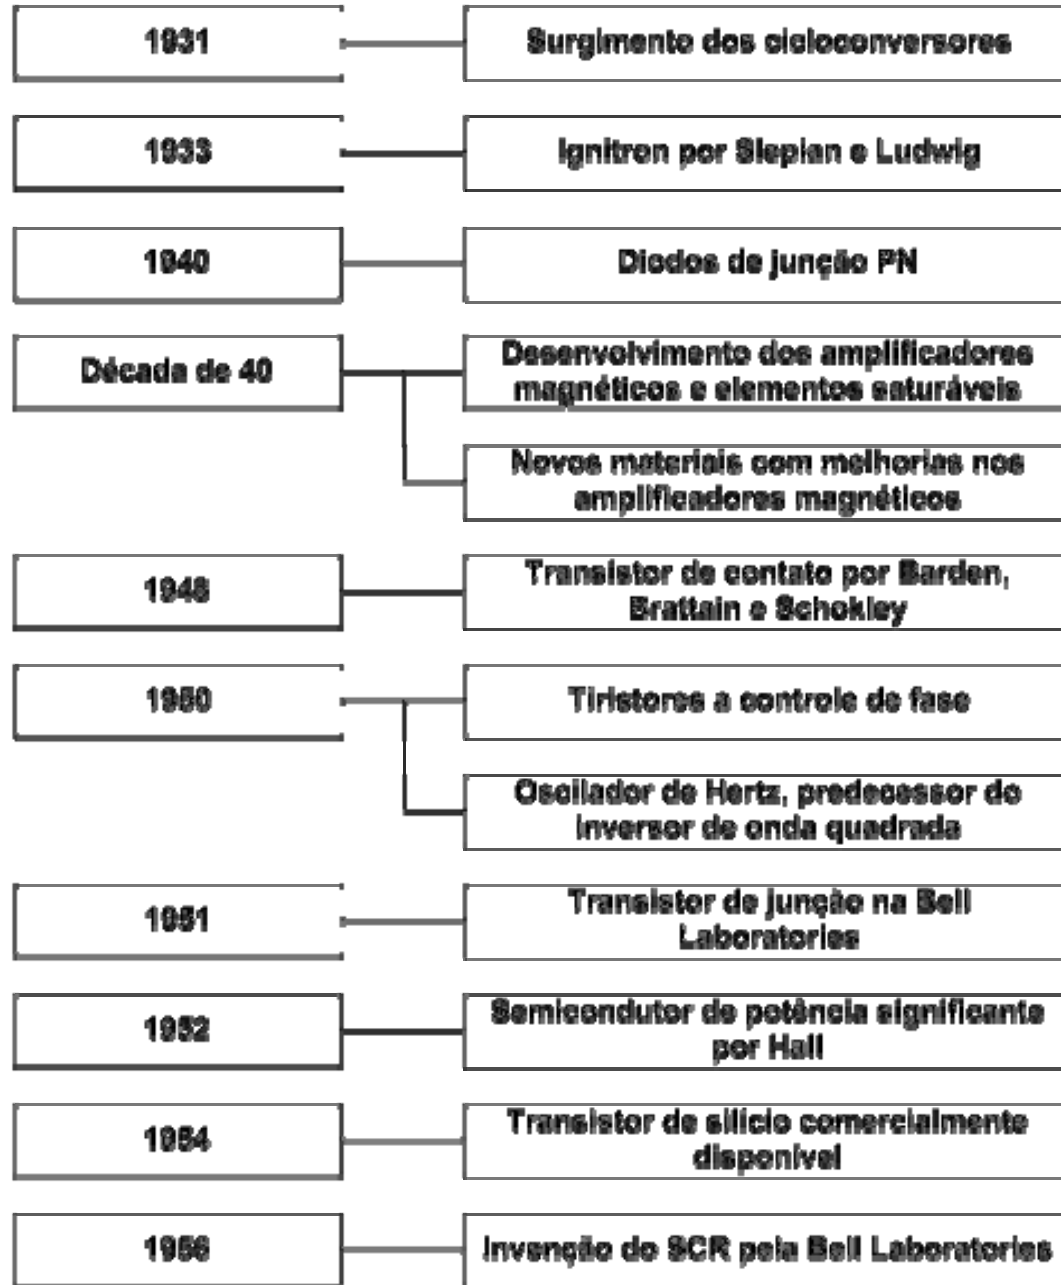 1931
Surgimento dos cicloconversores
1933
Ignitron por Slepian e Ludwig
1940
Diodos de junção PN
Década de 40
Desenvolvimento dos amplificadores
magnéticos e elementos saturáveis
Novos materiais com melhorias nos
amplificadores magnéticos
1948
Transistor de contato por Barden,
Brattain e Schokley
1950
Tiristores a controle de fase
Oscilador de Hertz, predecessor do
inversor de onda quadrada
1951
Transistor de junção na Bell
Laboratories
1952
Semicondutor de potência significante
por Hall
1954
Transistor de silício comercialmente
disponível
1956
Invenção do SCR pela Bell Laboratories